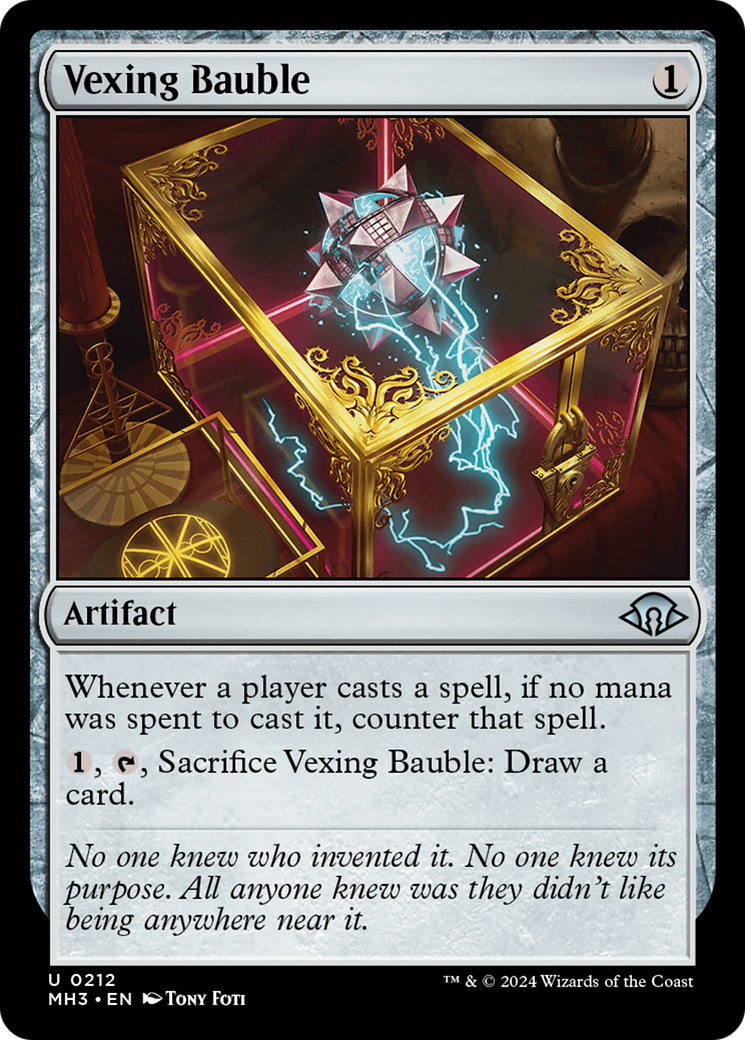 Vexing Bauble 1
Artifact
Whenever a player casts a spell, if no mana
was spent to cast it, counter that spell.
1, , Sacrifice Vexing Bauble: Draw a
card.
No one knew who invented it. No one knew its
purpose. All anyone knew was they didn't like
being anywhere near it.
U 0212
MH3 • EN Tony Foti
™ & © 2024 Wizards of the Coast